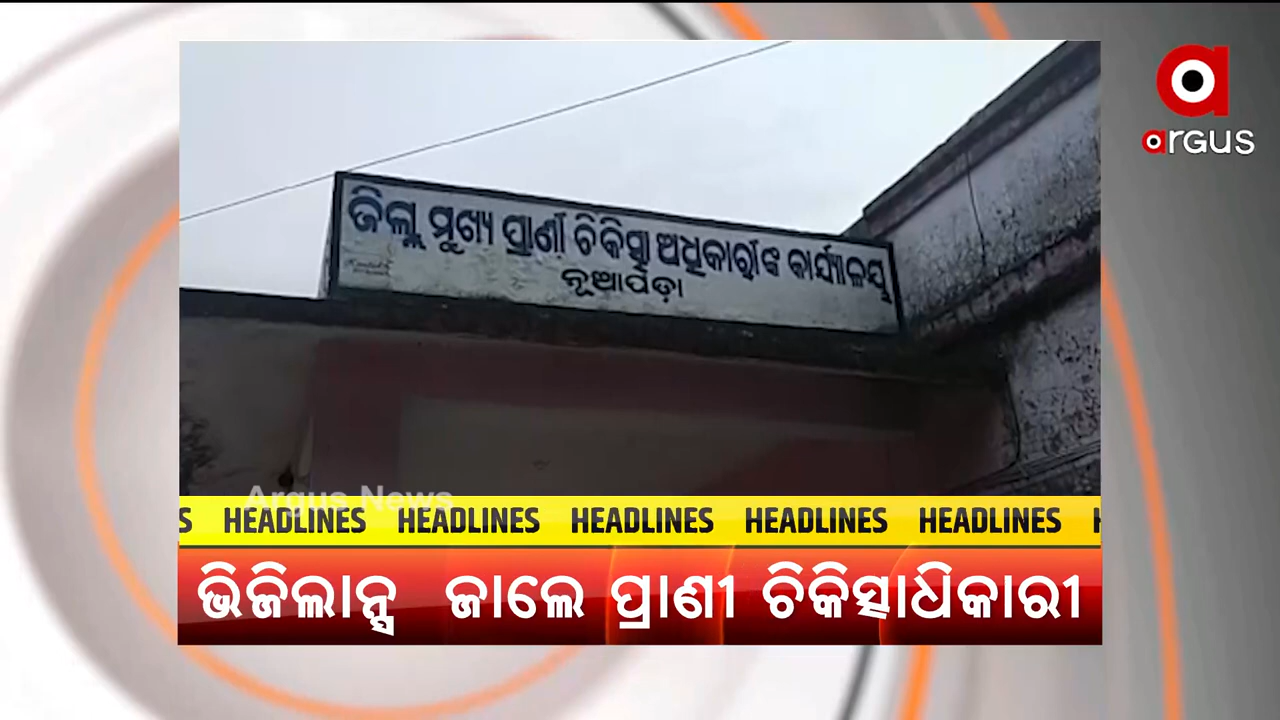 argus
ଜିଲ୍ଲା ମୁଖ୍ୟ ପ୍ରାଣୀ ଚିକିତ୍ସା ଅଧିକାରୀଙ୍କ କାର୍ଯ୍ୟାଳୟ
ନୂଆପଡ଼ା
Argus News
HEADLINES HEADLINES HEADLINES HEADLINES HEADLINES
ଭିଜିଲାନ୍ସ ଜାଲେ ପ୍ରାଣୀ ଚିକିତ୍ସାଧିକାରୀ